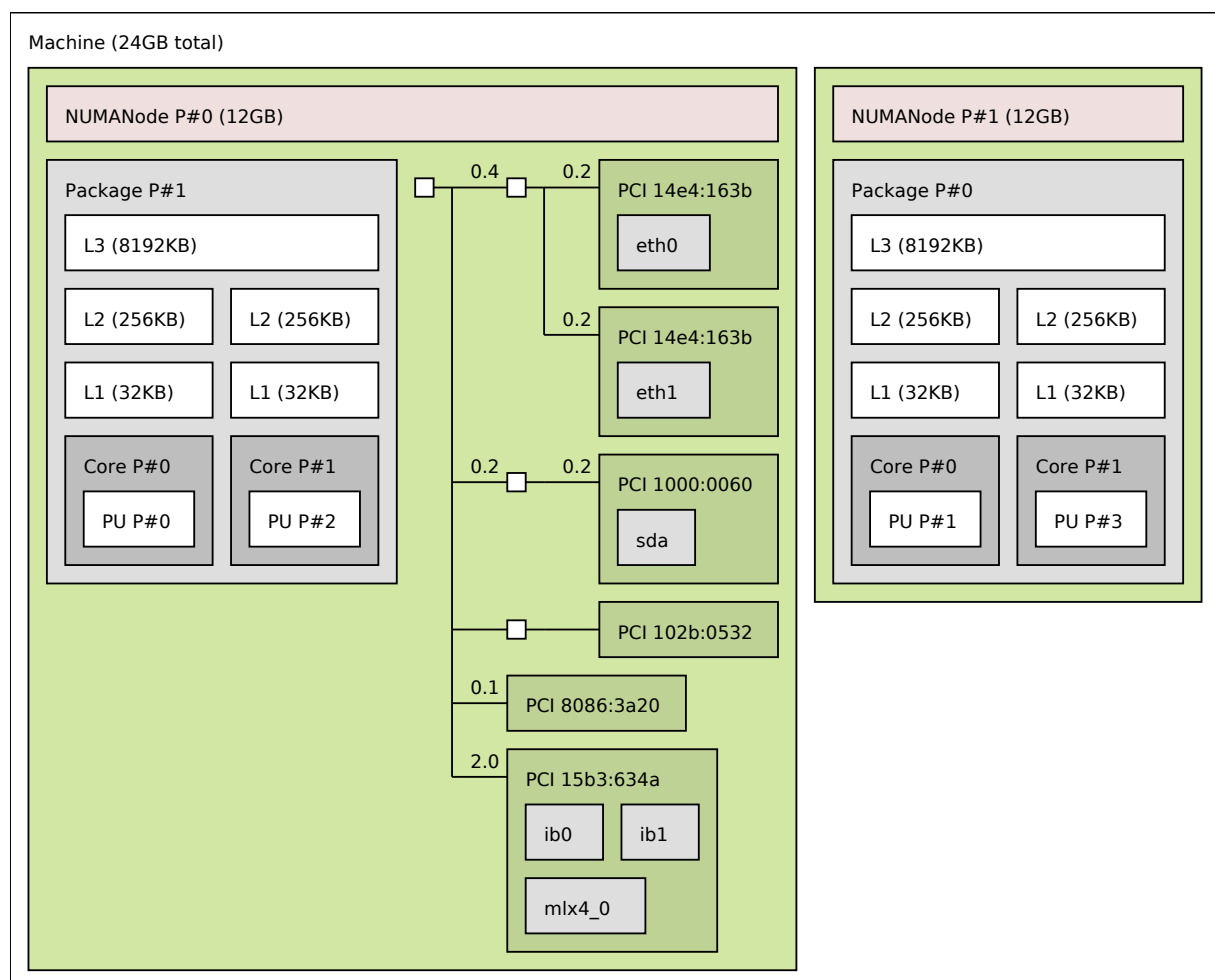 Machine (24GB total)
NUMANode P#0 (12GB)
Package P#1
L3 (8192KB)
L2 (256KB) L2 (256KB)
L1 (32KB) L1 (32KB)
Core P#0 Core P#1
PU P#0 PU P#2
0.4 0.2 PCI 14e4:163b
eth0
0.2 PCI 14e4:163b
eth1
0.2 0.2 PCI 1000:0060
sda
PCI 102b:0532
0.1 PCI 8086:3a20
2.0 PCI 15b3:634a
ib0 ib1
mlx4_0
NUMANode P#1 (12GB)
Package P#0
L3 (8192KB)
L2 (256KB) L2 (256KB)
L1 (32KB) L1 (32KB)
Core P#0 Core P#1
PU P#1 PU P#3